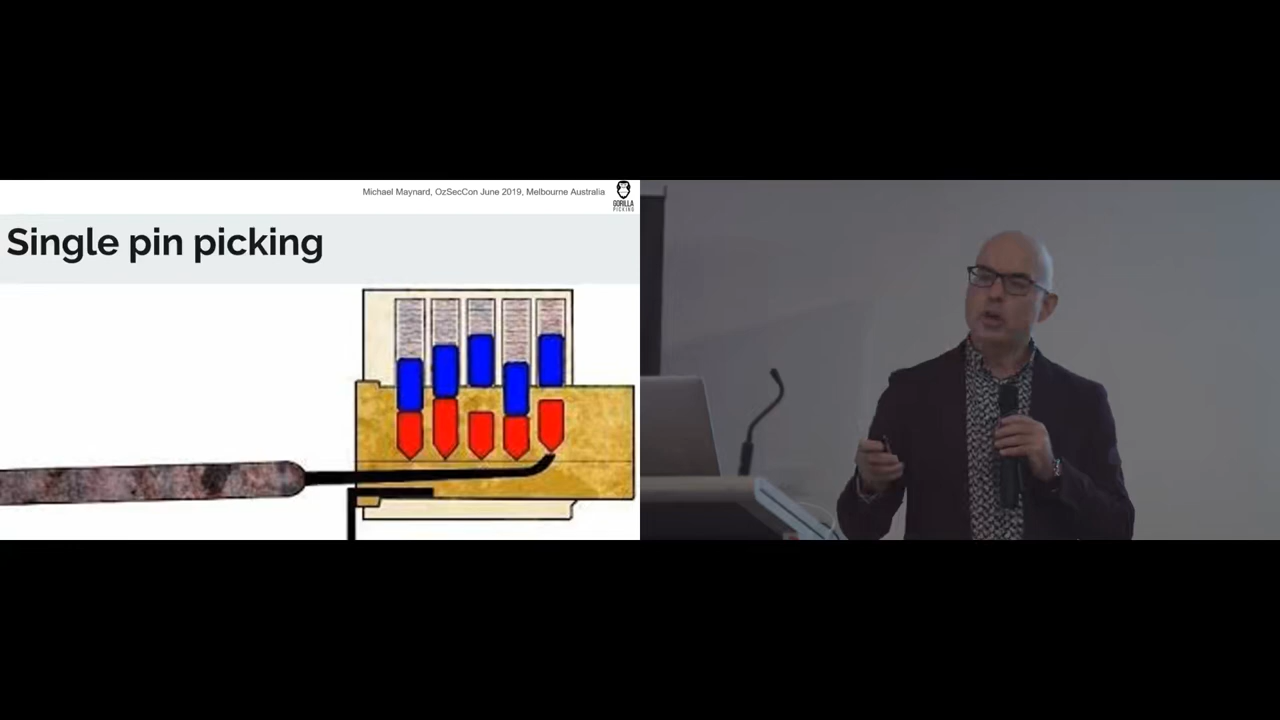 Michael Maynard, OzSecCon June 2019, Melbourne Australia
GORILLA
PICKING
Single pin picking